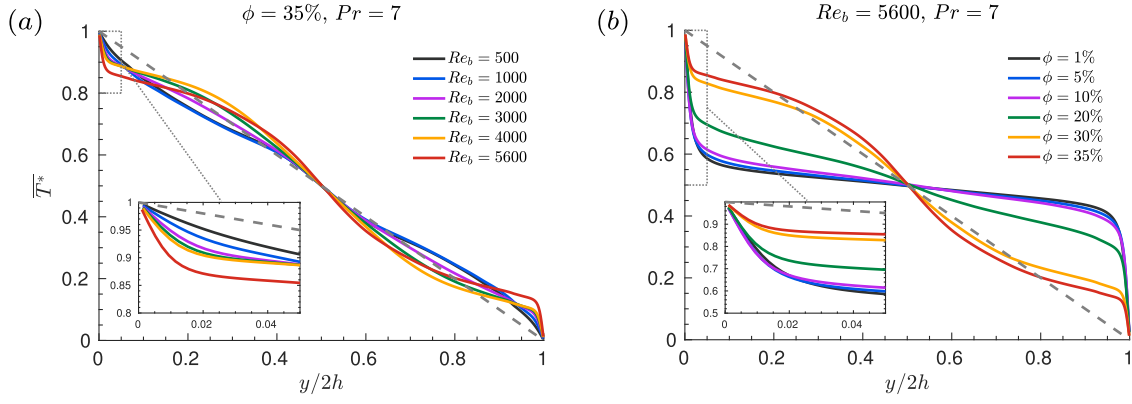 (a)
ϕ = 35%, Pr = 7
1
0.8
0.6
0.4
0.2
0
T*
Re_b = 500
Re_b = 1000
Re_b = 2000
Re_b = 3000
Re_b = 4000
Re_b = 5600
1
0.95
0.9
0.85
0.8
0 0.02 0.04
0 0.2 0.4 0.6 0.8 1
y/2h
(b)
Re_b = 5600, Pr = 7
1
0.8
0.6
0.4
0.2
0
ϕ = 1%
ϕ = 5%
ϕ = 10%
ϕ = 20%
ϕ = 30%
ϕ = 35%
1
0.9
0.8
0.7
0.6
0.5
0 0.02 0.04
0 0.2 0.4 0.6 0.8 1
y/2h